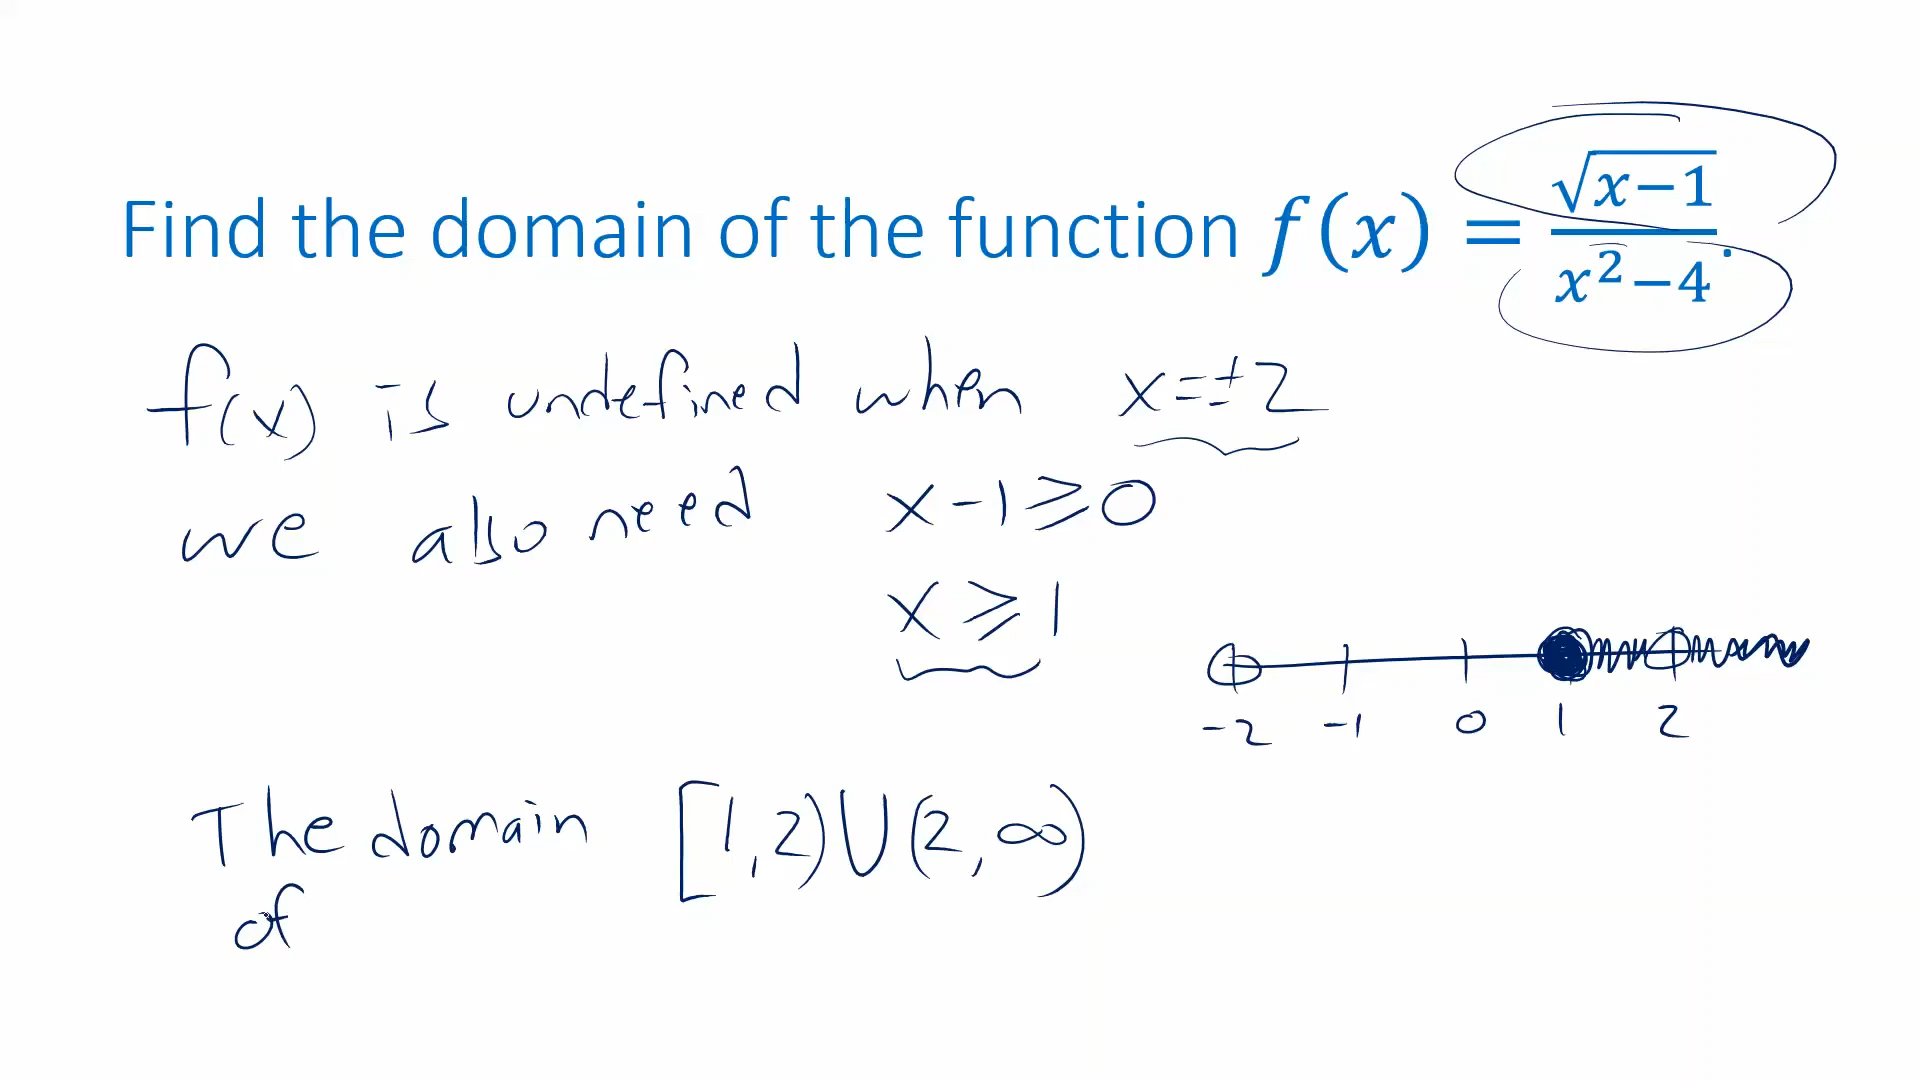 Find the domain of the function f(x) = √(x−1)/(x²−4).
f(x) is undefined when x=±2
we also need x-1≥0
x≥1
-2 -1 0 1 2
The domain [1,2)∪(2,∞)
of